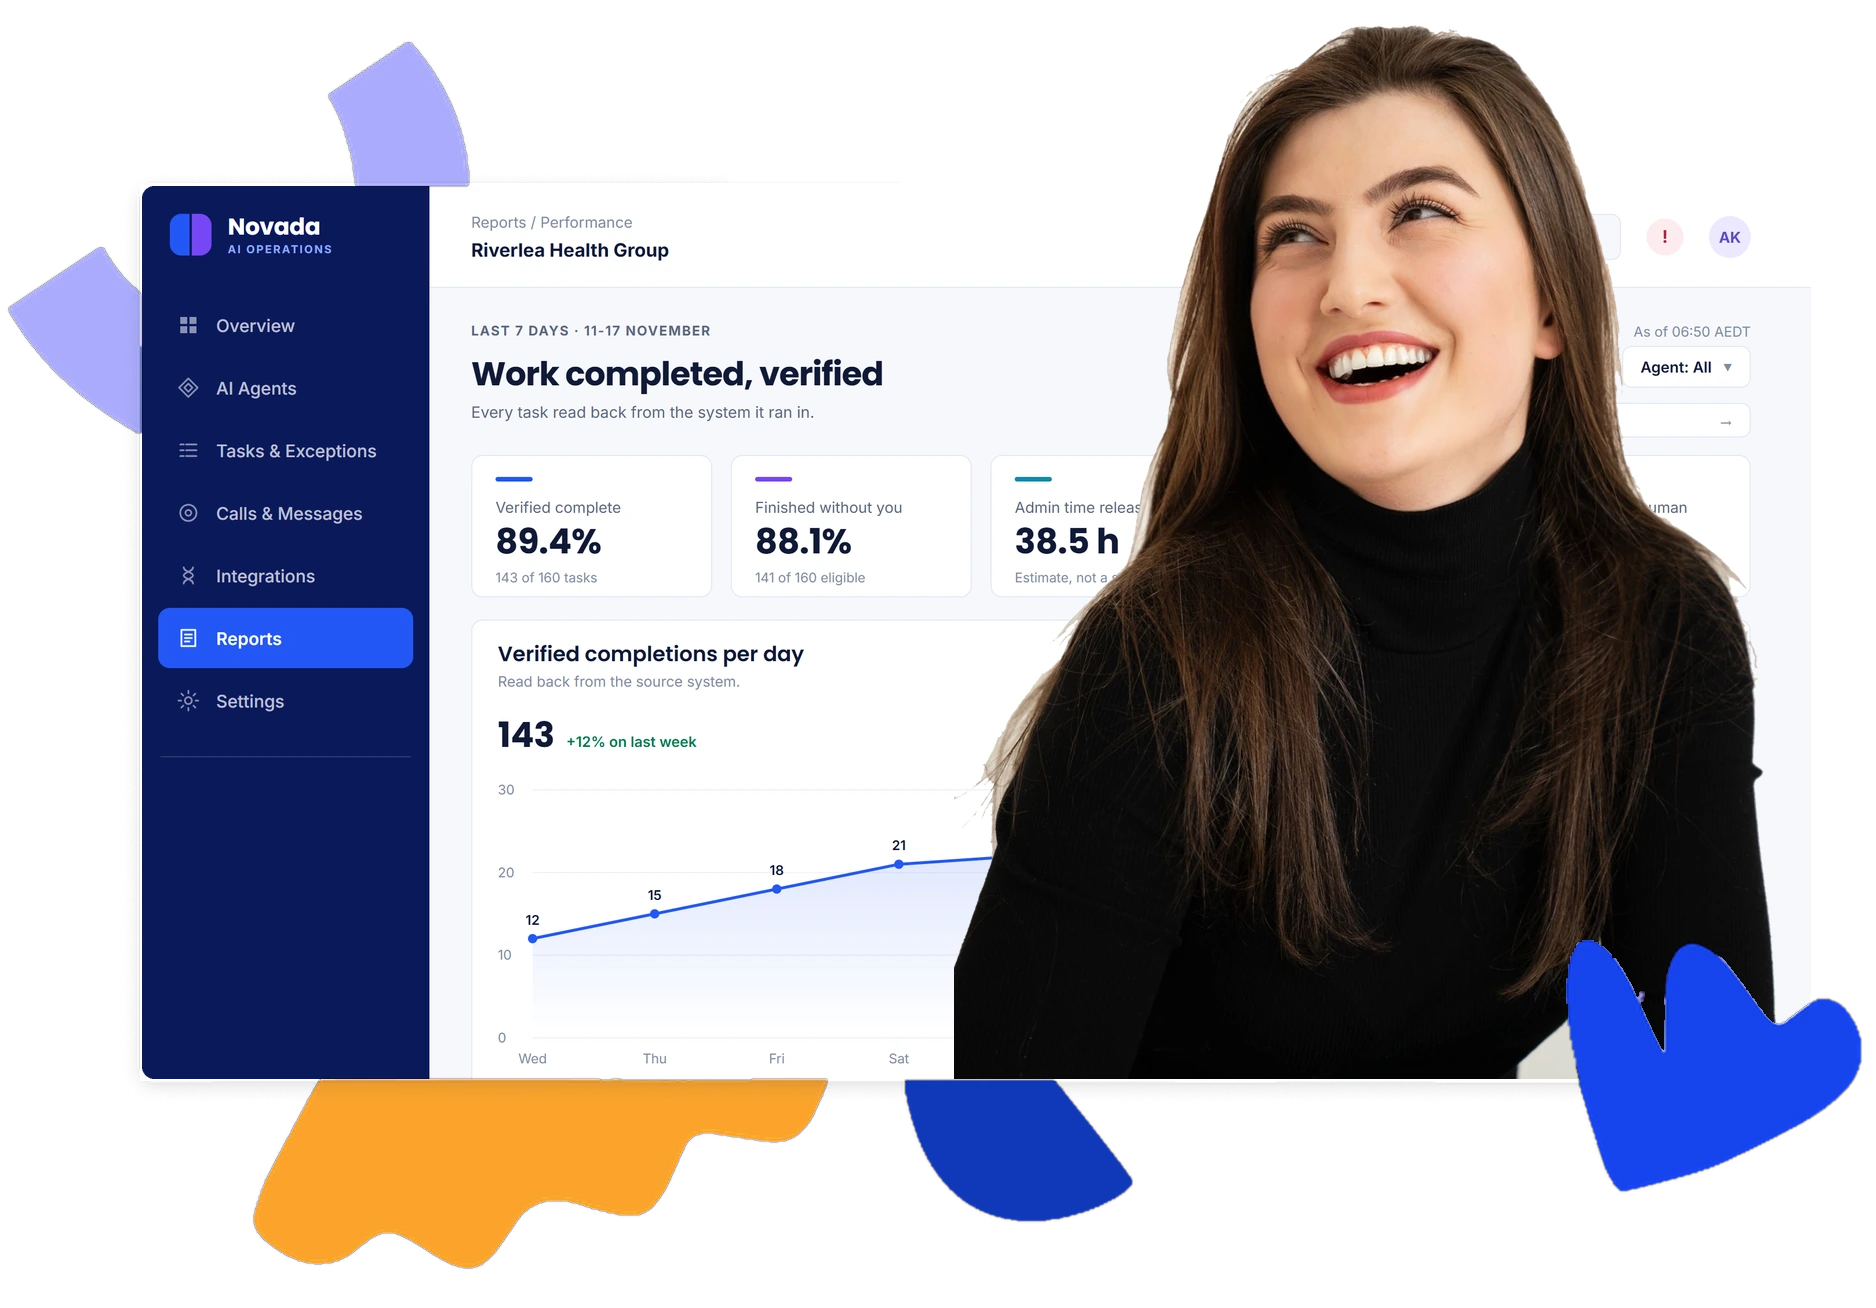 Novada
AI OPERATIONS
Overview
AI Agents
Tasks & Exceptions
Calls & Messages
Integrations
Reports
Settings
Reports / Performance
Riverlea Health Group
!
AK
LAST 7 DAYS · 11-17 NOVEMBER
As of 06:50 AEDT
Work completed, verified
Agent: All ▼
Every task read back from the system it ran in.
→
Verified complete
89.4%
143 of 160 tasks
Finished without you
88.1%
141 of 160 eligible
Admin time
38.5 h
Estimate, not a
Verified completions per day
Read back from the source system.
143 +12% on last week
30
20
10
0
12
15
18
21
Wed
Thu
Fri
Sat